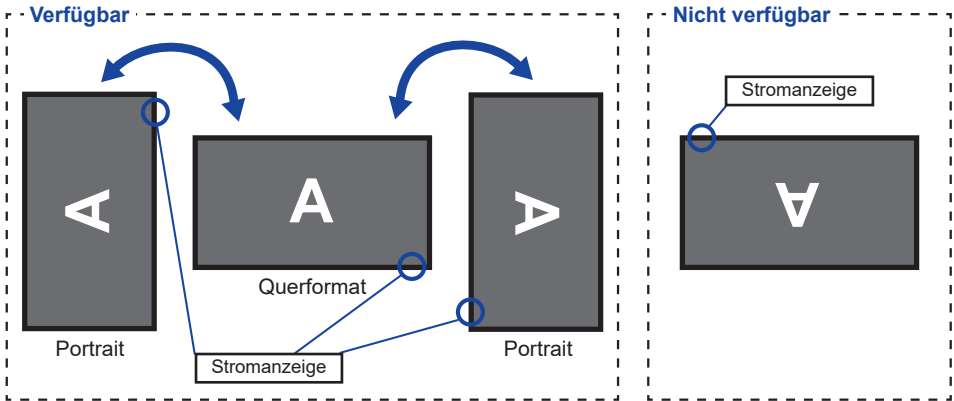 Verfügbar
Nicht verfügbar
Stromanzeige
A
A
A
A
Querformat
Portrait
Portrait
Stromanzeige